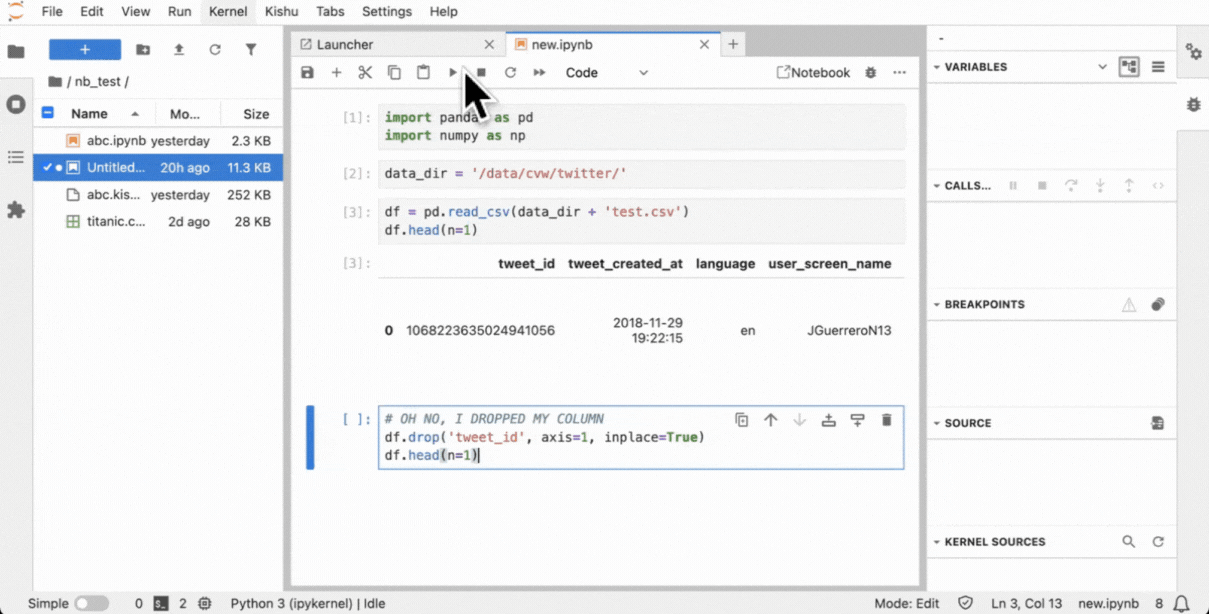 File Edit View Run Kernel Kishu Tabs Settings Help
Launcher
new.ipynb
Code
Notebook
/ nb_test /
Name Mo... Size
abc.ipynb yesterday 2.3 KB
Untitled... 20h ago 11.3 KB
abc.kis... yesterday 252 KB
titanic.c... 2d ago 28 KB
[1]: import pandas as pd
import numpy as np
[2]: data_dir = '/data/cvw/twitter/'
[3]: df = pd.read_csv(data_dir + 'test.csv')
df.head(n=1)
[3]: tweet_id tweet_created_at language user_screen_name
0 1068223635024941056 2018-11-29 19:22:15 en JGuerreroN13
[ ]: # OH NO, I DROPPED MY COLUMN
df.drop('tweet_id', axis=1, inplace=True)
df.head(n=1)
-
VARIABLES
CALLS...
BREAKPOINTS
SOURCE
KERNEL SOURCES
Simple 0 2 Python 3 (ipykernel) | Idle Mode: Edit Ln 3, Col 13 new.ipynb 8